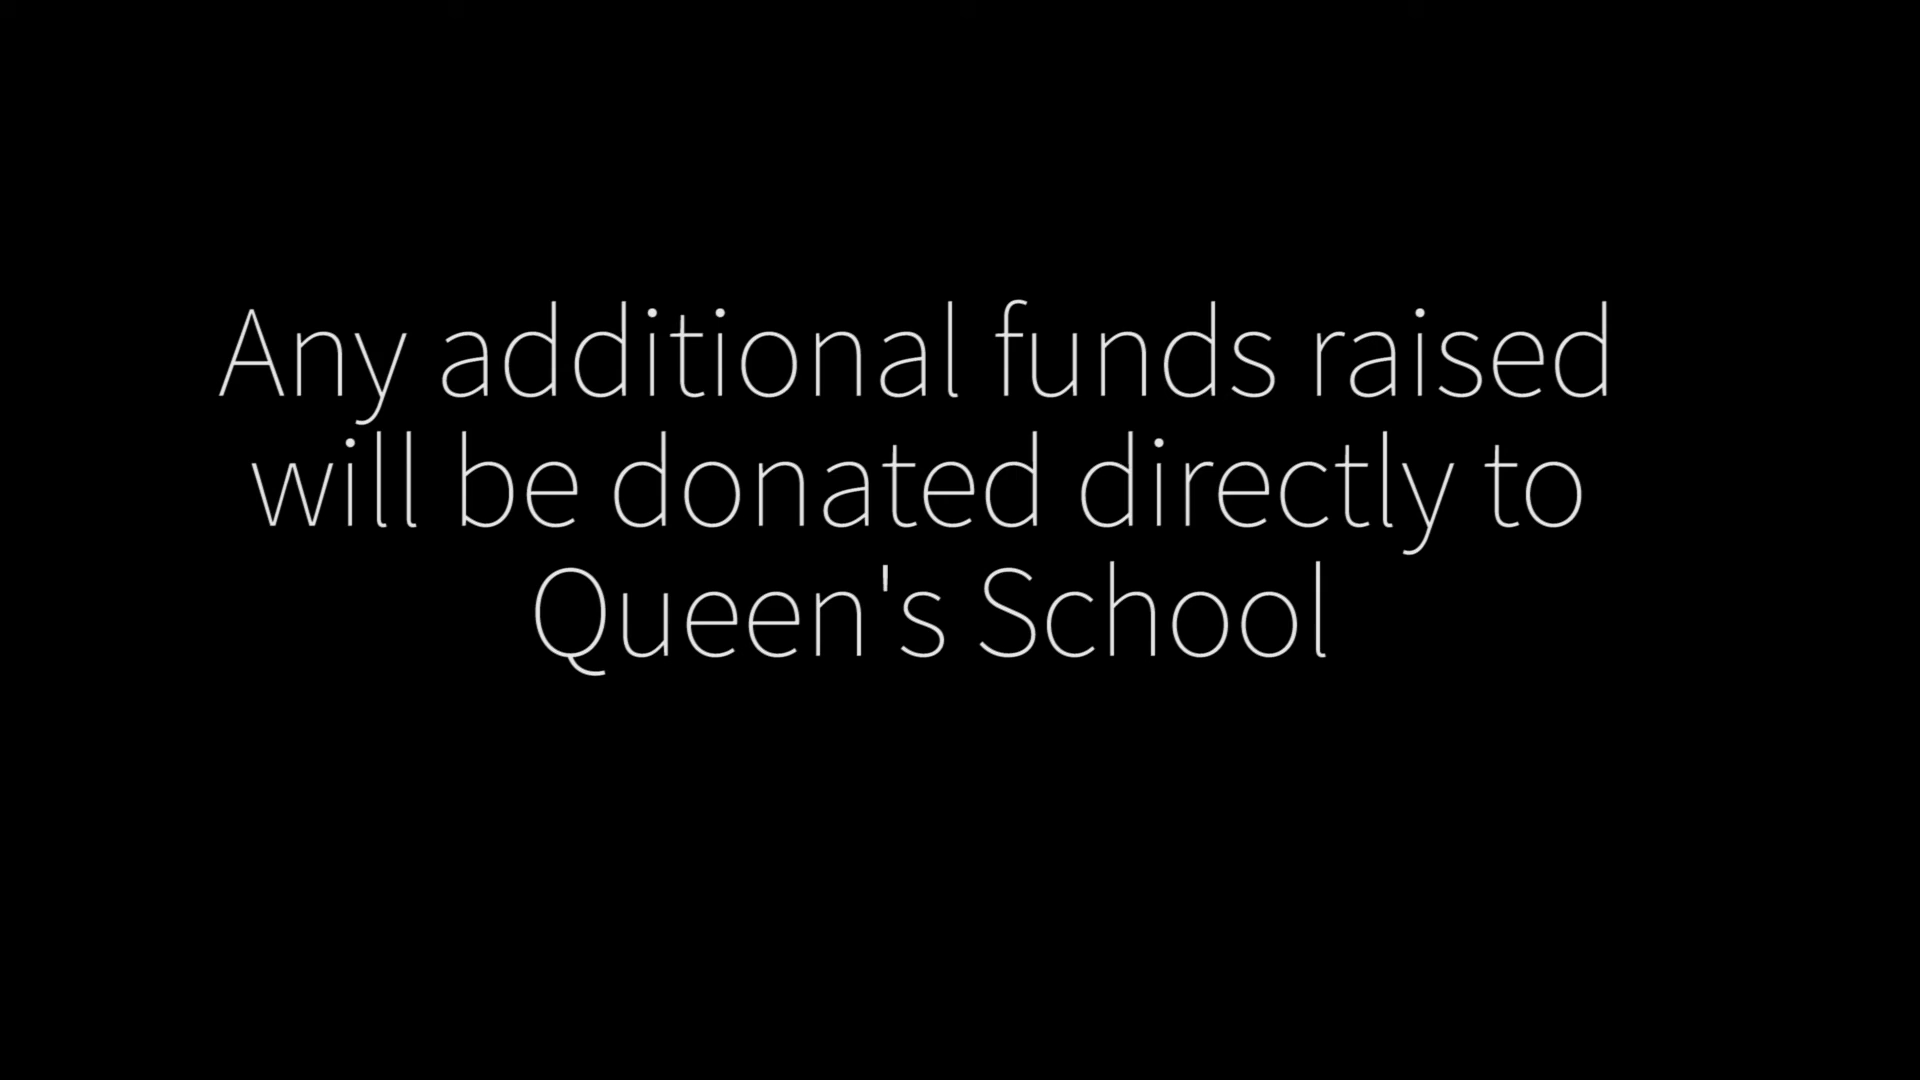 Any additional funds raised
will be donated directly to
Queen's School